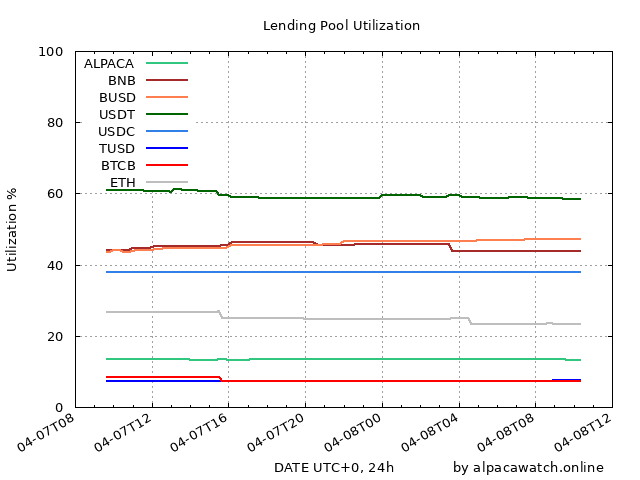 Lending Pool Utilization
100
80
60
40
20
0
Utilization %
ALPACA
BNB
BUSD
USDT
USDC
TUSD
BTCB
ETH
04-07T08
04-07T12
04-07T16
04-07T20
04-08T00
04-08T04
04-08T08
04-08T12
DATE UTC+0, 24h
by alpacawatch.online